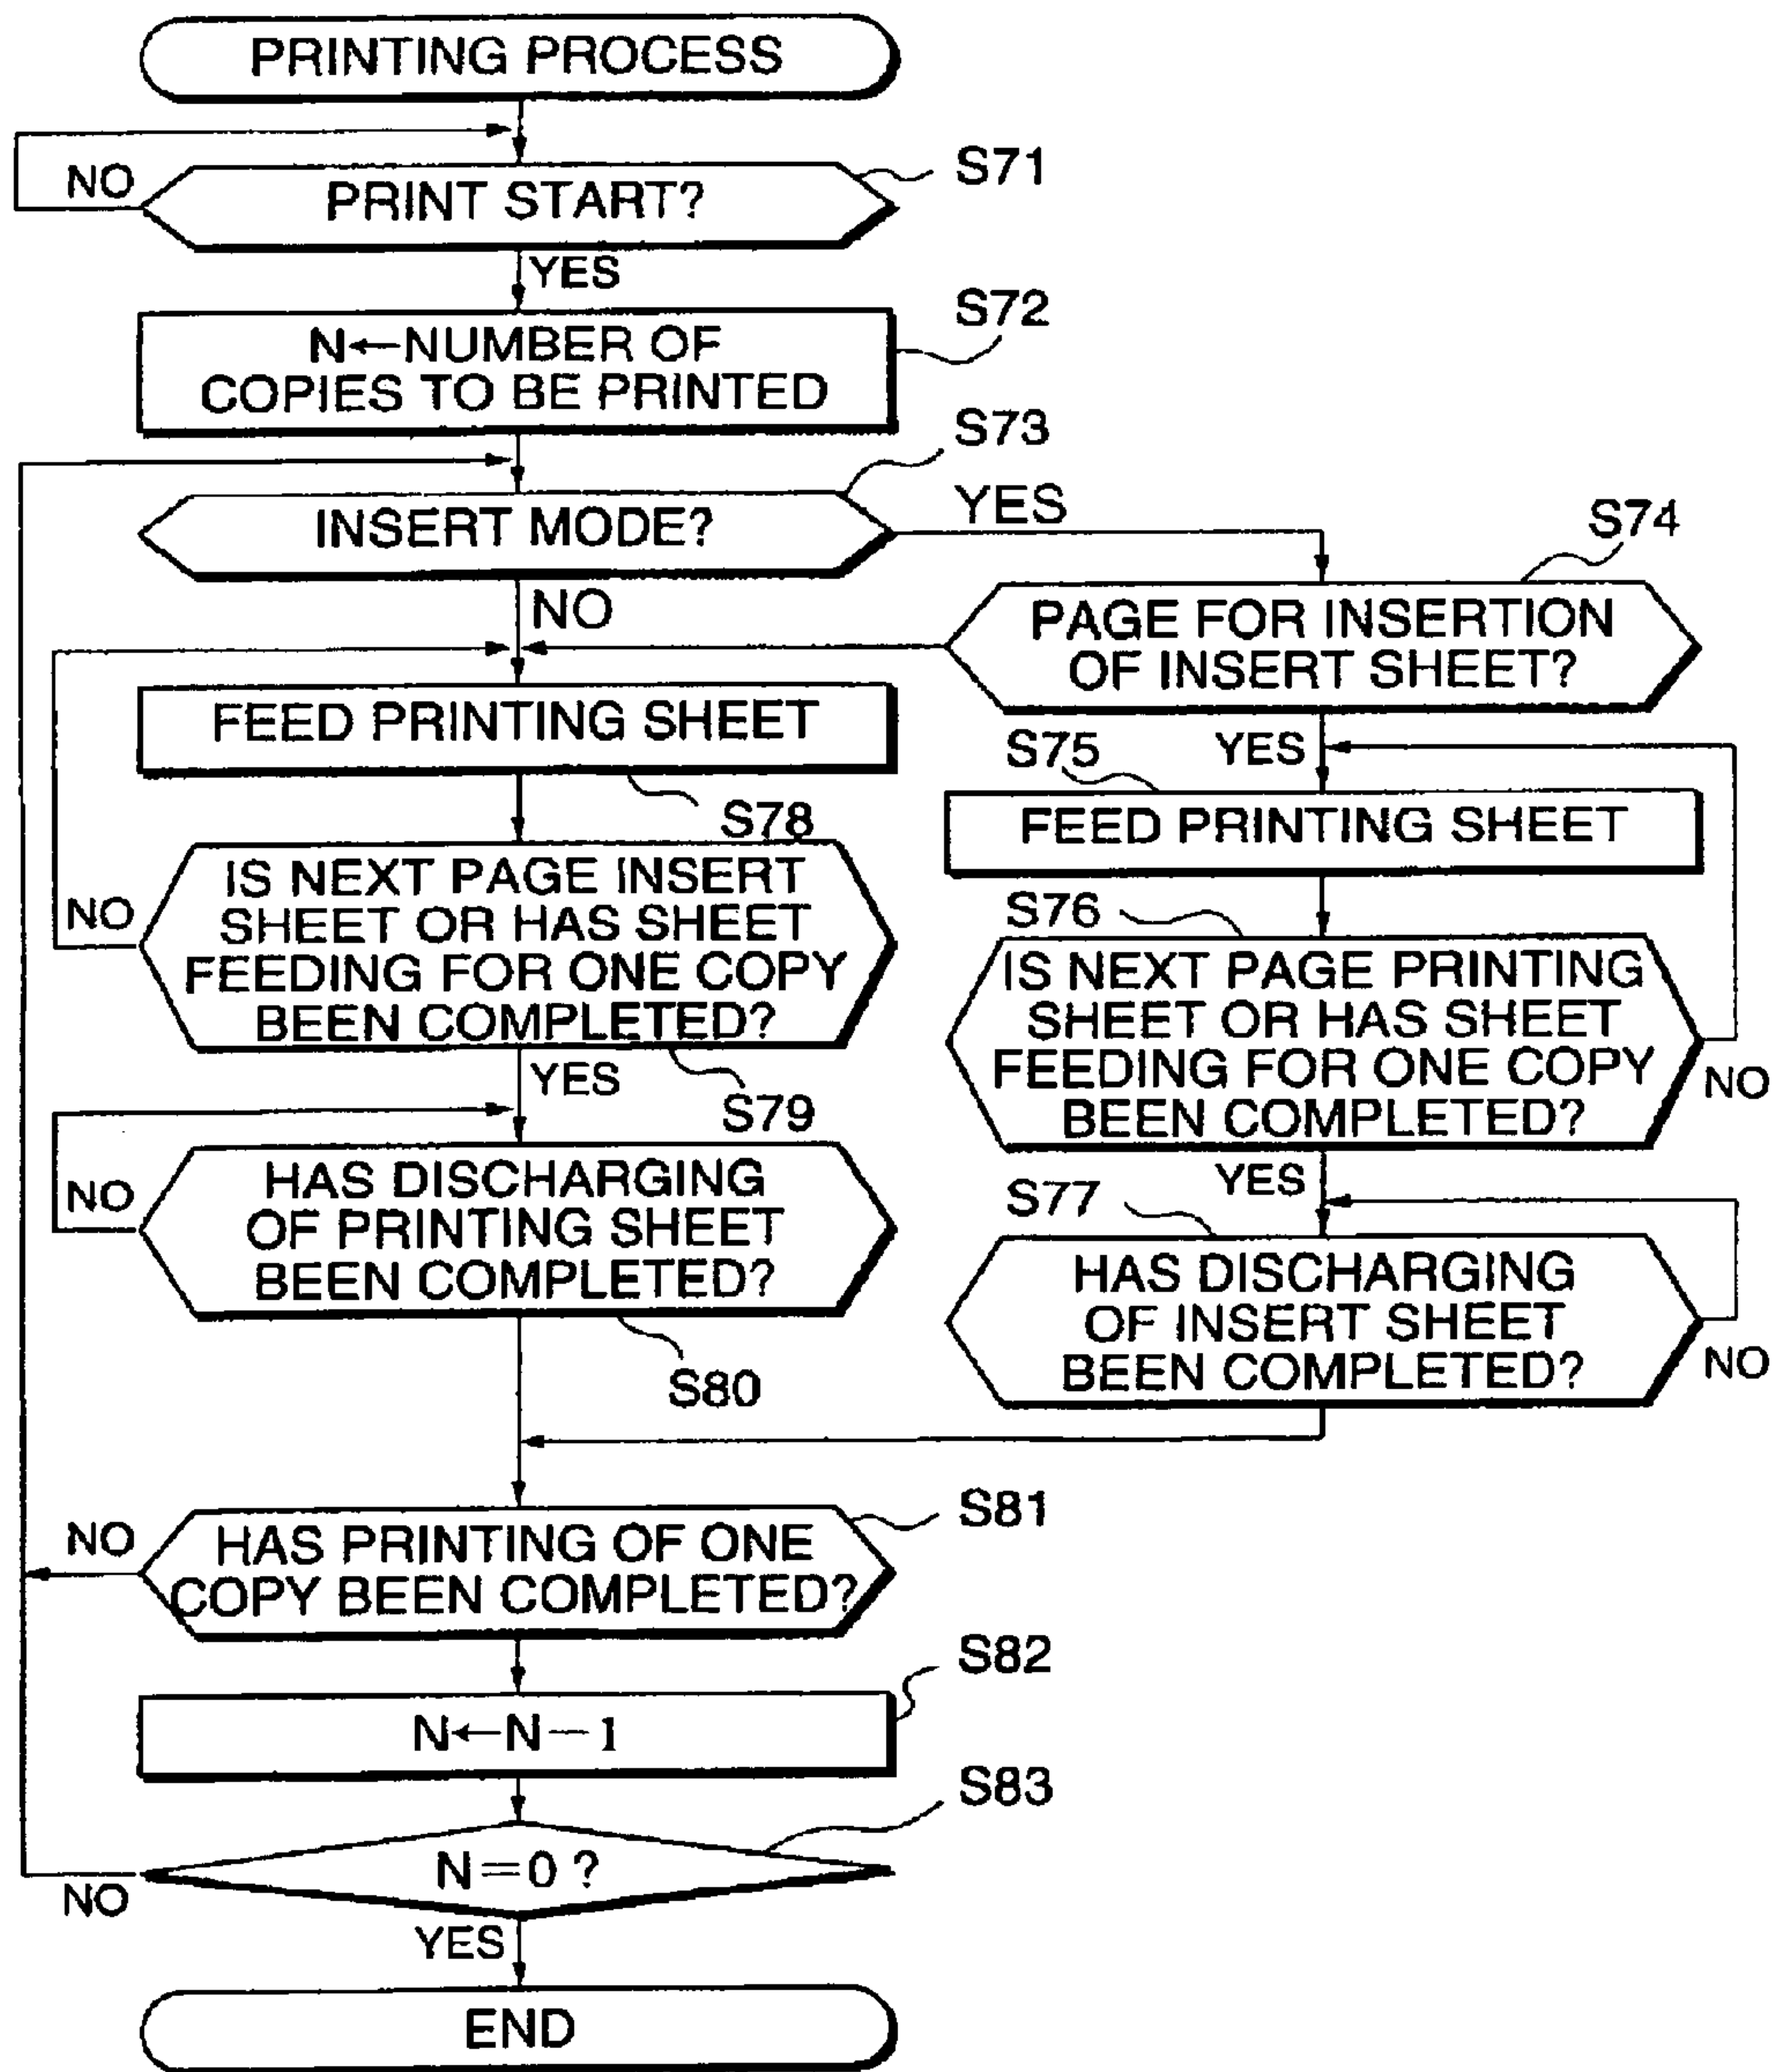 PRINTING PROCESS
NO
PRINT START?
S71
YES
N←NUMBER OF
COPIES TO BE PRINTED
S72
S73
INSERT MODE?
YES
NO
S74
PAGE FOR INSERTION
OF INSERT SHEET?
FEED PRINTING SHEET
S78
YES
S75
FEED PRINTING SHEET
S76
IS NEXT PAGE INSERT
SHEET OR HAS SHEET
FEEDING FOR ONE COPY
BEEN COMPLETED?
NO
YES
S79
IS NEXT PAGE PRINTING
SHEET OR HAS SHEET
FEEDING FOR ONE COPY
BEEN COMPLETED?
NO
YES
S77
HAS DISCHARGING
OF PRINTING SHEET
BEEN COMPLETED?
NO
S80
HAS DISCHARGING
OF INSERT SHEET
BEEN COMPLETED?
NO
S81
NO
HAS PRINTING OF ONE
COPY BEEN COMPLETED?
S82
N←N−1
S83
N=0 ?
NO
YES
END